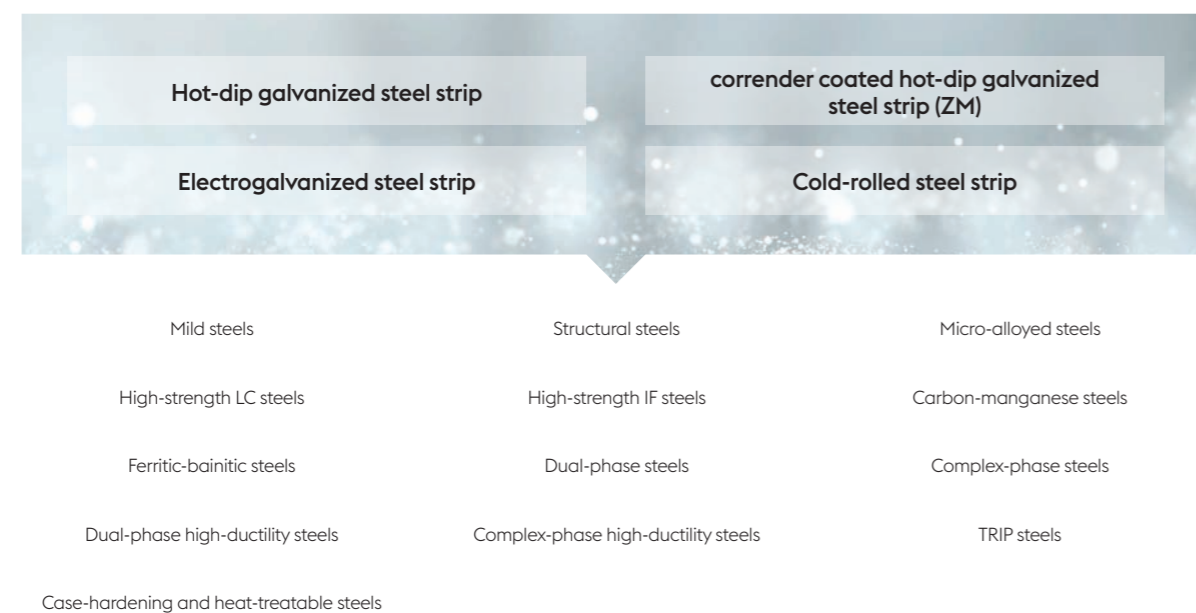 Hot-dip galvanized steel strip
corrender coated hot-dip galvanized
steel strip (ZM)
Electrogalvanized steel strip
Cold-rolled steel strip
Mild steels
Structural steels
Micro-alloyed steels
High-strength LC steels
High-strength IF steels
Carbon-manganese steels
Ferritic-bainitic steels
Dual-phase steels
Complex-phase steels
Dual-phase high-ductility steels
Complex-phase high-ductility steels
TRIP steels
Case-hardening and heat-treatable steels